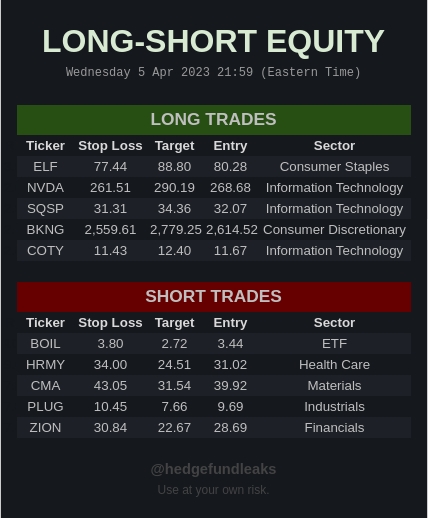 LONG-SHORT EQUITY
Wednesday 5 Apr 2023 21:59 (Eastern Time)
LONG TRADES
Ticker Stop Loss Target Entry Sector
ELF 77.44 88.80 80.28 Consumer Staples
NVDA 261.51 290.19 268.68 Information Technology
SQSP 31.31 34.36 32.07 Information Technology
BKNG 2,559.61 2,779.25 2,614.52 Consumer Discretionary
COTY 11.43 12.40 11.67 Information Technology
SHORT TRADES
Ticker Stop Loss Target Entry Sector
BOIL 3.80 2.72 3.44 ETF
HRMY 34.00 24.51 31.02 Health Care
CMA 43.05 31.54 39.92 Materials
PLUG 10.45 7.66 9.69 Industrials
ZION 30.84 22.67 28.69 Financials
@hedgefundleaks
Use at your own risk.